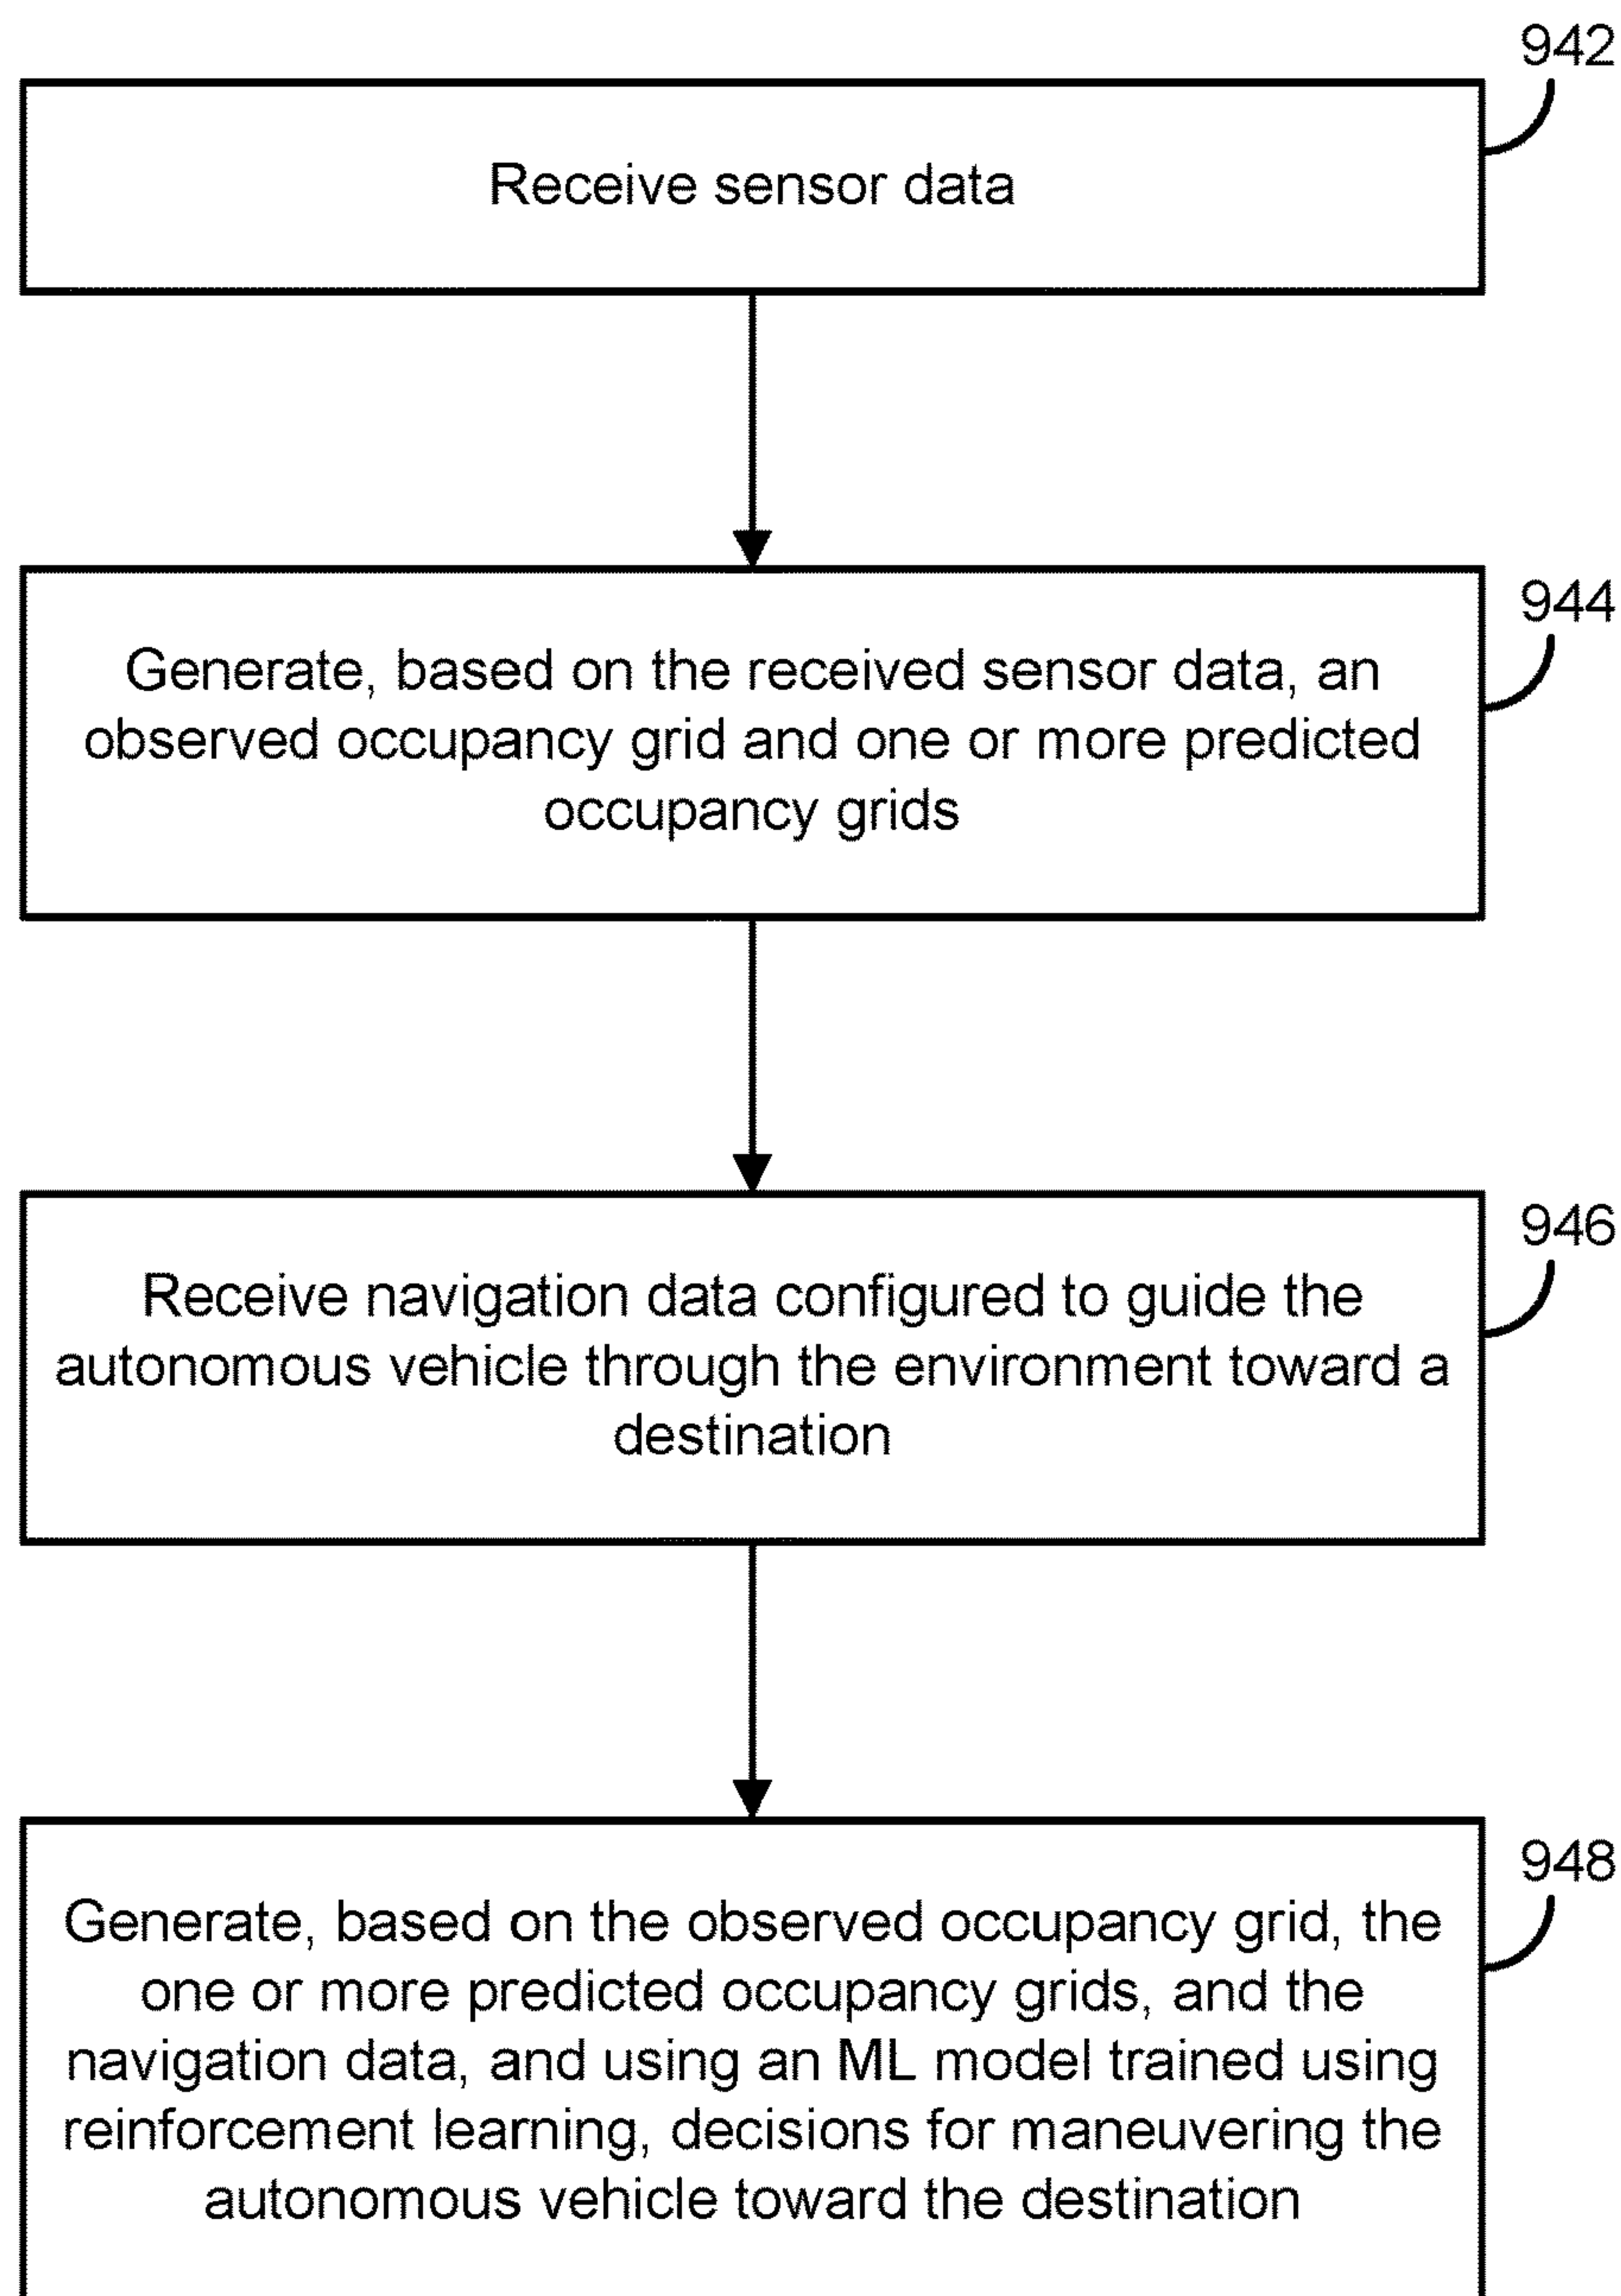 942
Receive sensor data
944
Generate, based on the received sensor data, an
observed occupancy grid and one or more predicted
occupancy grids
946
Receive navigation data configured to guide the
autonomous vehicle through the environment toward a
destination
948
Generate, based on the observed occupancy grid, the
one or more predicted occupancy grids, and the
navigation data, and using an ML model trained using
reinforcement learning, decisions for maneuvering the
autonomous vehicle toward the destination